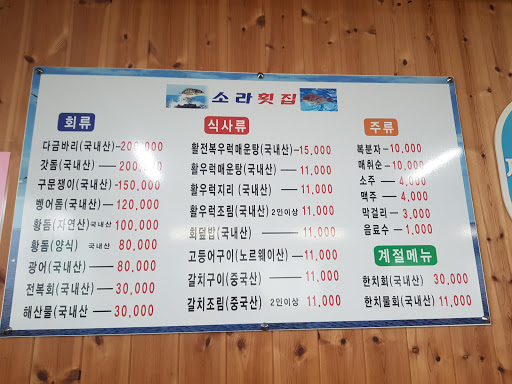 소라횟집
회류
다금바리(국내산)-200,000
갓돔(국내산) 200,000
구문쟁이(국내산)-150,000
벵어돔(국내산)-120,000
황돔(자연산)국내산 100,000
황돔(양식) 국내산 80,000
광어(국내산)-80,000
전복회(국내산)-30,000
해산물(국내산-30,000
식사류
활전복우럭매운탕(국내산)-15,000
활우럭매운탕(국내산)-11,000
활우럭지리 (국내산)-11,000
활우럭조림(국내산) 2인이상 11,000
회덮밥(국내산)-11,000
고등어구이(노르웨이산) 11,000
갈치구이(중국산) 11,000
갈치조림(중국산) 2인이상 11,000
주류
복분자-10,000
매취순-10,000
소주 - 4,000
맥주 - 4,000
막걸리-3,000
음료수-1,000
계절메뉴
한치회(국내산) 30,000
한치물회(국내산) 11,000